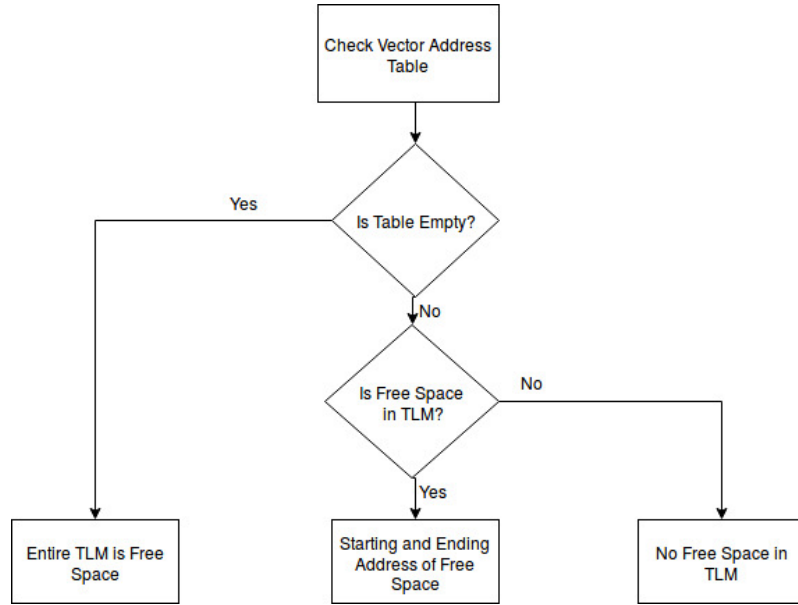 Check Vector Address
Table
Yes
Is Table Empty?
No
Is Free Space
in TLM?
No
Yes
Entire TLM is Free
Space
Starting and Ending
Address of Free
Space
No Free Space in
TLM